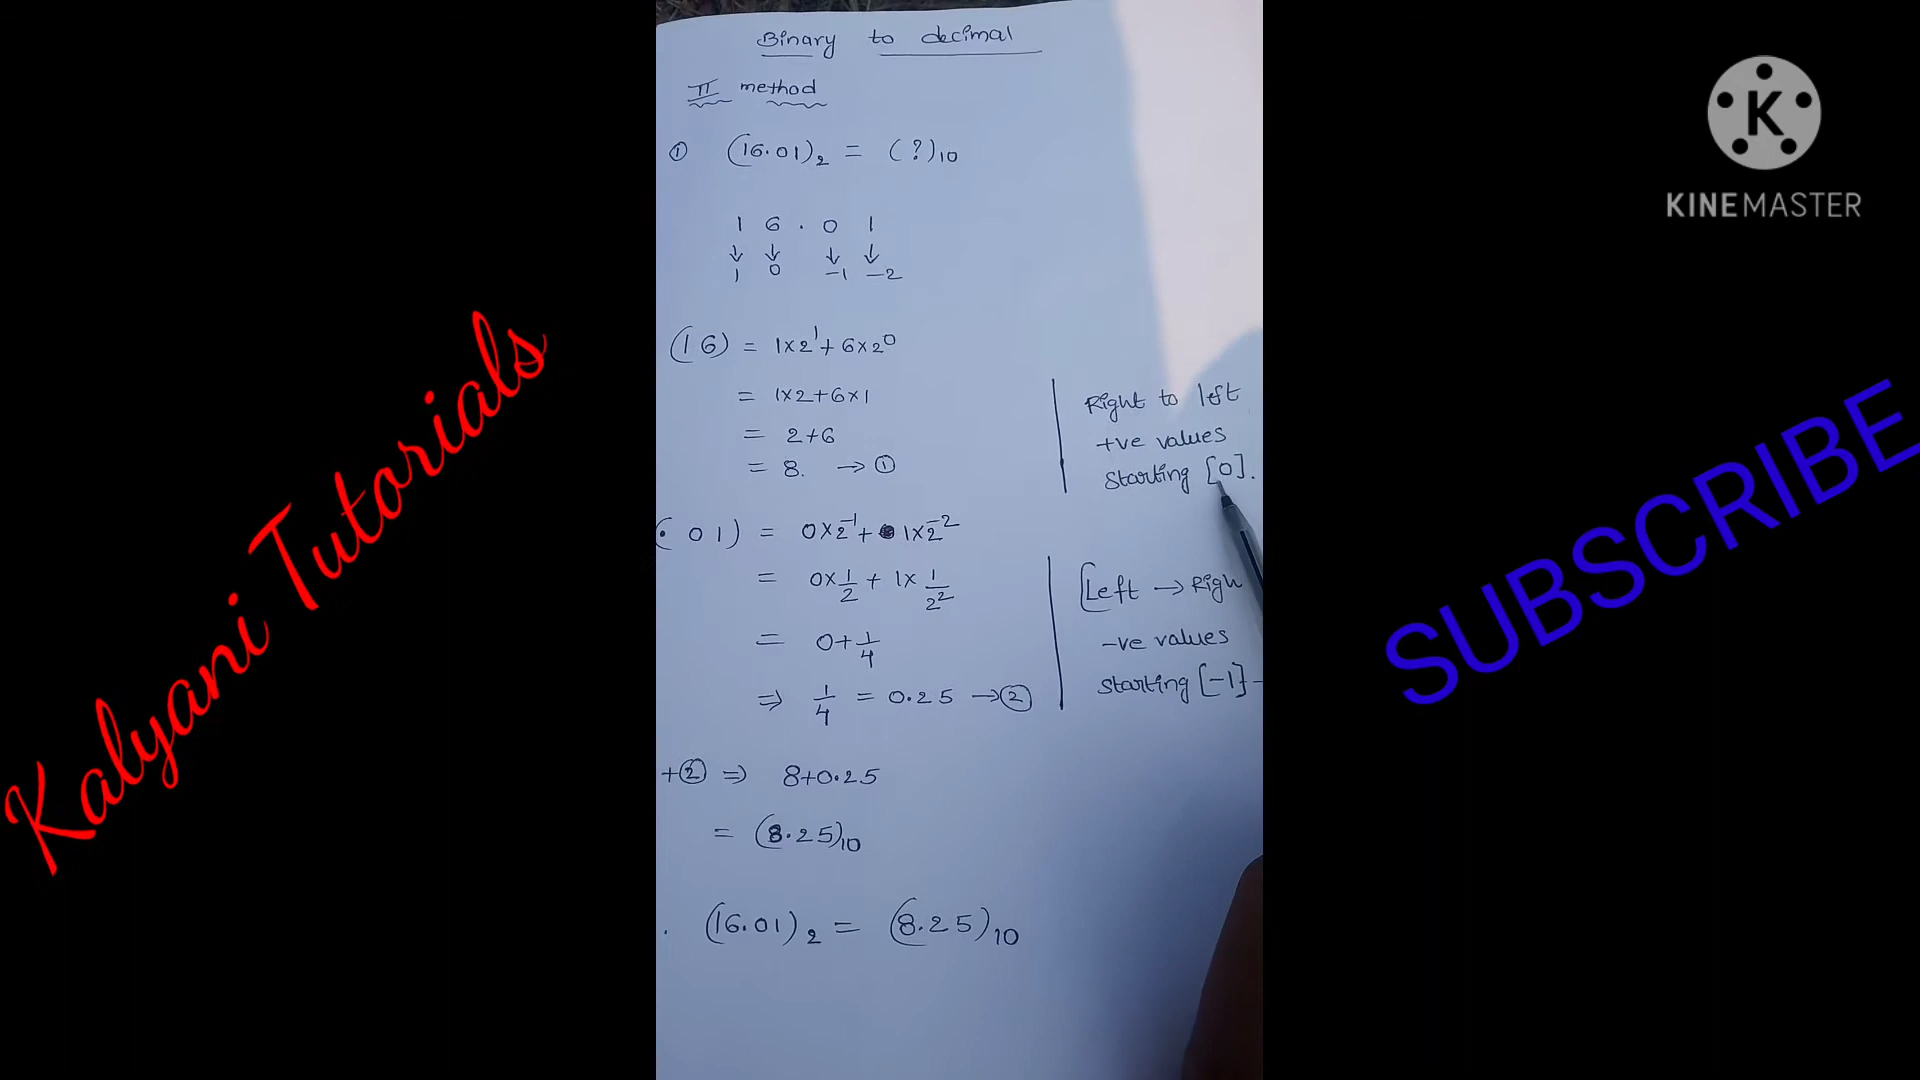 Binary to decimal
II method
① (16.01)₂ = (?)₁₀
1 6 . 0 1
↓ ↓ ↓ ↓
1 0 -1 -2
(16) = 1×2¹+6×2⁰
= 1×2+6×1
= 2+6
= 8. → ①
Right to left
+ve values
starting [0].
(.01) = 0×2⁻¹+ 1×2⁻²
= 0×1/2 + 1×1/2²
= 0+1/4
⇒ 1/4 = 0.25 → ②
[Left → Righ
-ve values
starting [-1]-
+② ⇒ 8+0.25
= (8.25)₁₀
. (16.01)₂ = (8.25)₁₀
Kalyani Tutorials
SUBSCRIBE
K
KINEMASTER